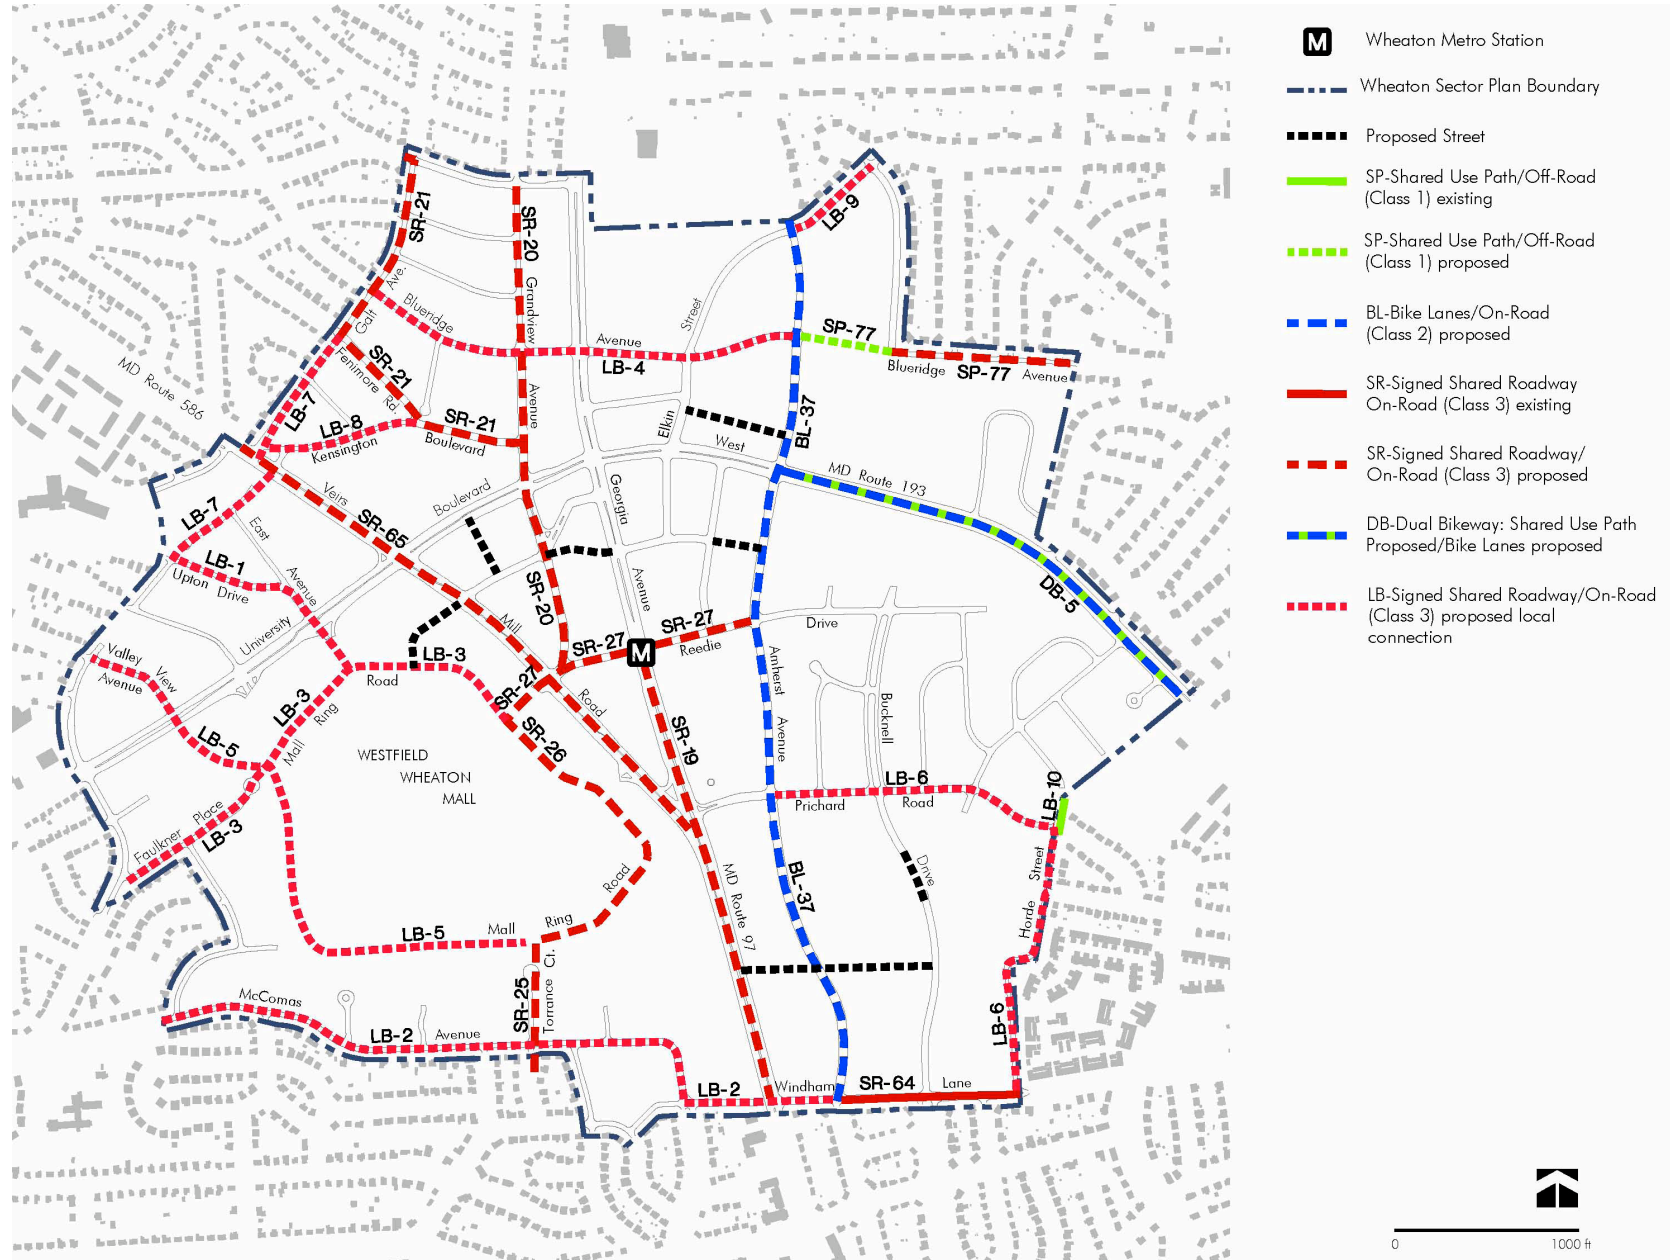 M
Wheaton Metro Station
Wheaton Sector Plan Boundary
Proposed Street
SP-Shared Use Path/Off-Road
(Class 1) existing
SP-Shared Use Path/Off-Road
(Class 1) proposed
BL-Bike Lanes/On-Road
(Class 2) proposed
SR-Signed Shared Roadway
On-Road (Class 3) existing
SR-Signed Shared Roadway/
On-Road (Class 3) proposed
DB-Dual Bikeway: Shared Use Path
Proposed/Bike Lanes proposed
LB-Signed Shared Roadway/On-Road
(Class 3) proposed local
connection
0 1000 ft
SR-21
SR-20
LB-9
Ave.
Galt
Blueridge
Grandview
Street
Avenue
LB-4
SP-77
Blueridge
SP-77
Avenue
MD Route 586
Fenimore Rd.
SR-21
LB-7
LB-8
Kensington
SR-21
Boulevard
Avenue
Elkin
West
BL-37
MD Route 193
Veirs
Boulevard
Georgia
LB-7
East
SR-65
LB-1
Upton Drive
Avenue
SR-20
Avenue
DB-5
Mill
University
SR-27
SR-27
M
Reedie
Drive
Valley
View
Avenue
LB-3
Road
SR-27
Road
Amherst
LB-3
Ring
Mall
LB-5
SR-26
SR-19
Avenue
Bucknell
WESTFIELD
WHEATON
MALL
LB-6
Prichard
Road
LB-10
Faulkner
Place
LB-3
Road
MD Route 97
BL-37
Drive
Street
Horde
LB-5
Mall
Ring
McComas
SR-25
Torrance
Ct.
LB-2
Avenue
LB-6
LB-2
Windham
SR-64
Lane